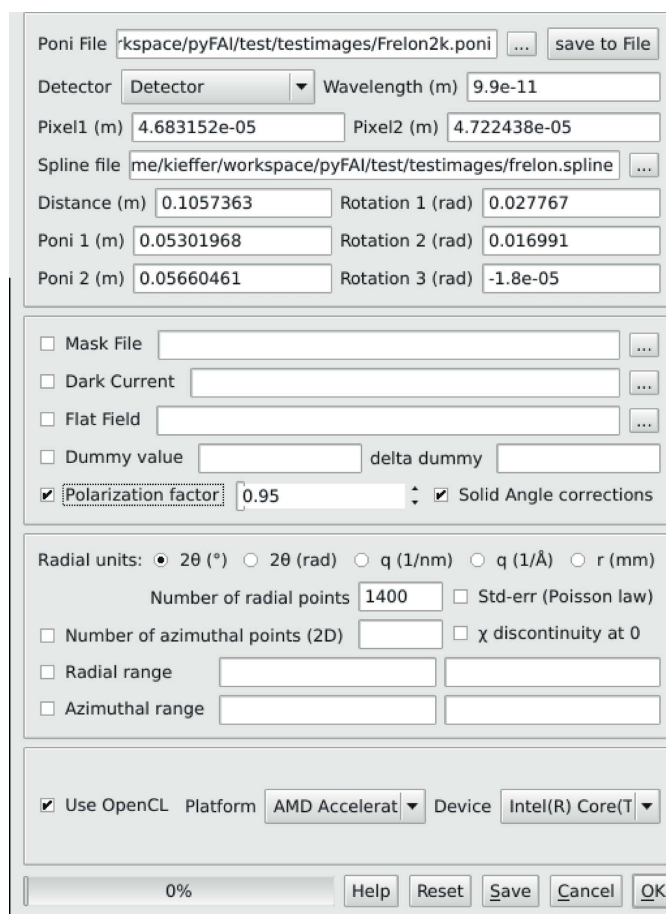 Poni File rkspace/pyFAI/test/testimages/Frelon2k.poni ... save to File
Detector Detector Wavelength (m) 9.9e-11
Pixel1 (m) 4.683152e-05 Pixel2 (m) 4.722438e-05
Spline file me/kieffer/workspace/pyFAI/test/testimages/frelon.spline ...
Distance (m) 0.1057363 Rotation 1 (rad) 0.027767
Poni 1 (m) 0.05301968 Rotation 2 (rad) 0.016991
Poni 2 (m) 0.05660461 Rotation 3 (rad) -1.8e-05
Mask File ...
Dark Current ...
Flat Field ...
Dummy value delta dummy
Polarization factor 0.95 Solid Angle corrections
Radial units: 2θ (°) 2θ (rad) q (1/nm) q (1/Å) r (mm)
Number of radial points 1400 Std-err (Poisson law)
Number of azimuthal points (2D) χ discontinuity at 0
Radial range
Azimuthal range
Use OpenCL Platform AMD Accelerat Device Intel(R) Core(T
0% Help Reset Save Cancel OK